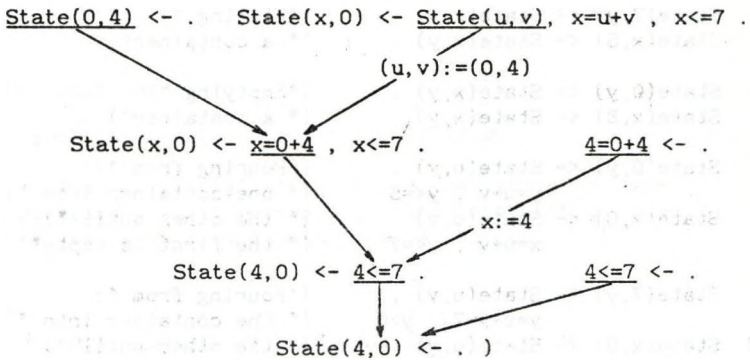 State(0,4) <- .   State(x,0) <- State(u,v), x=u+v , x<=7 .
(u,v):=(0,4)
State(x,0) <- x=0+4 , x<=7 .   4=0+4 <- .
x:=4
State(4,0) <- 4<=7 .   4<=7 <- .
State(4,0) <- . )